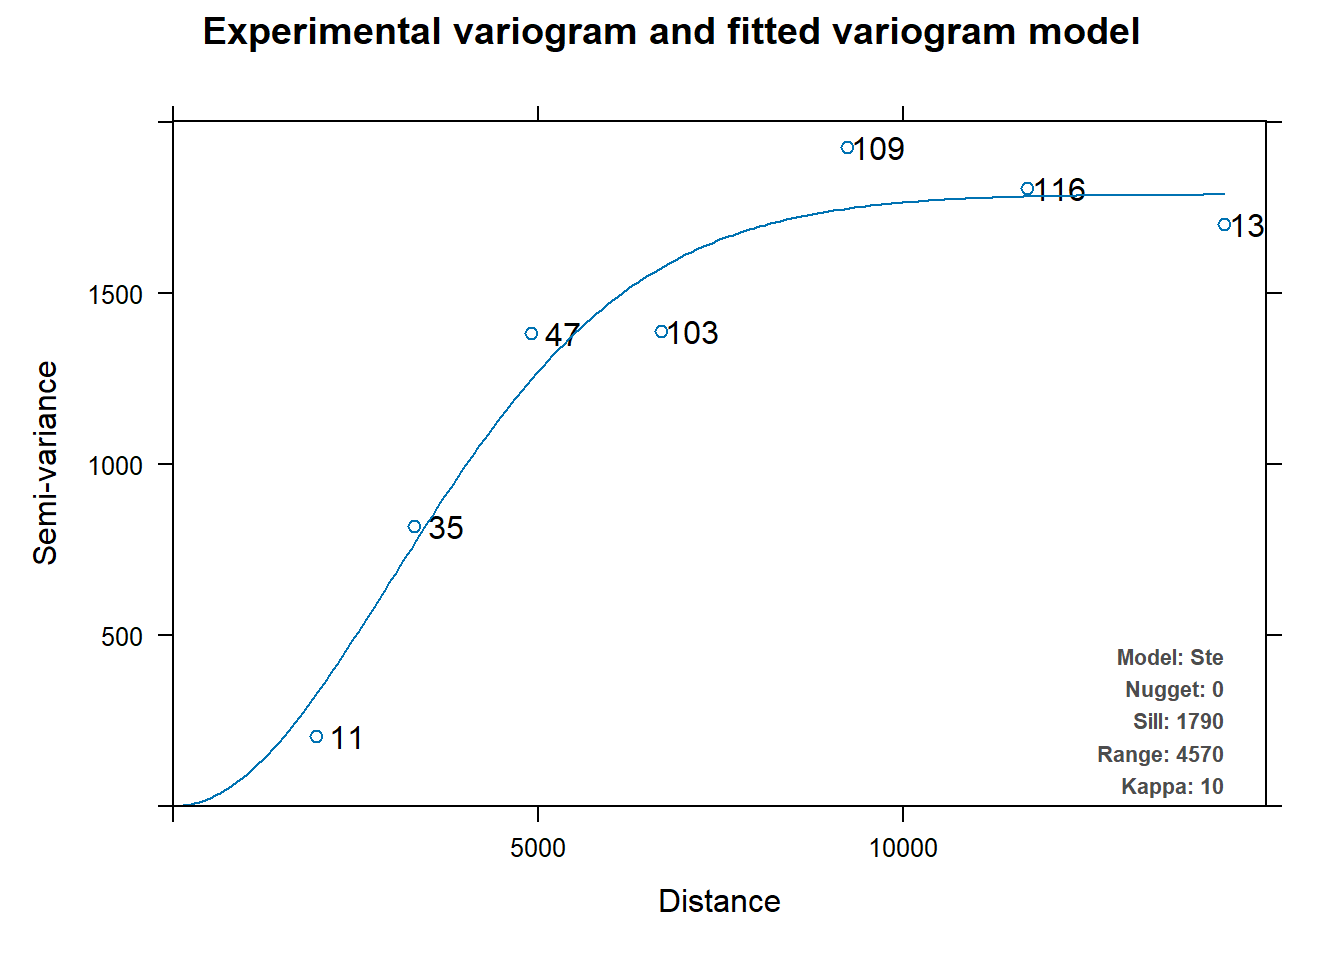 Experimental variogram and fitted variogram model
109
116
13
1500
47
103
Semi-variance
1000
35
500
Model: Ste
Nugget: 0
Sill: 1790
11
Range: 4570
Kappa: 10
5000
10000
Distance